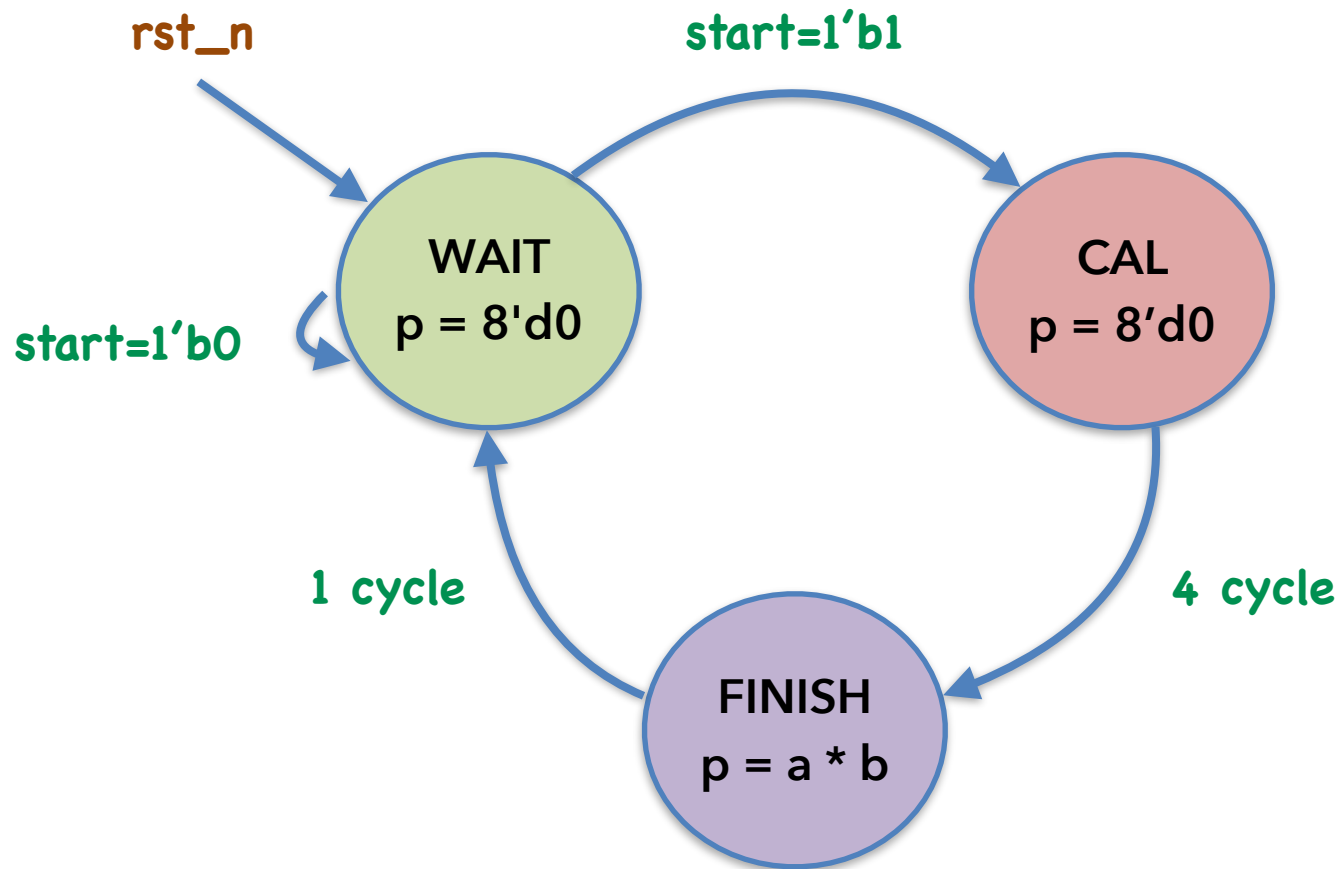 rst_n
start=1′b1
WAIT
p = 8'd0
CAL
p = 8’d0
start=1′b0
1 cycle
4 cycle
FINISH
p = a * b